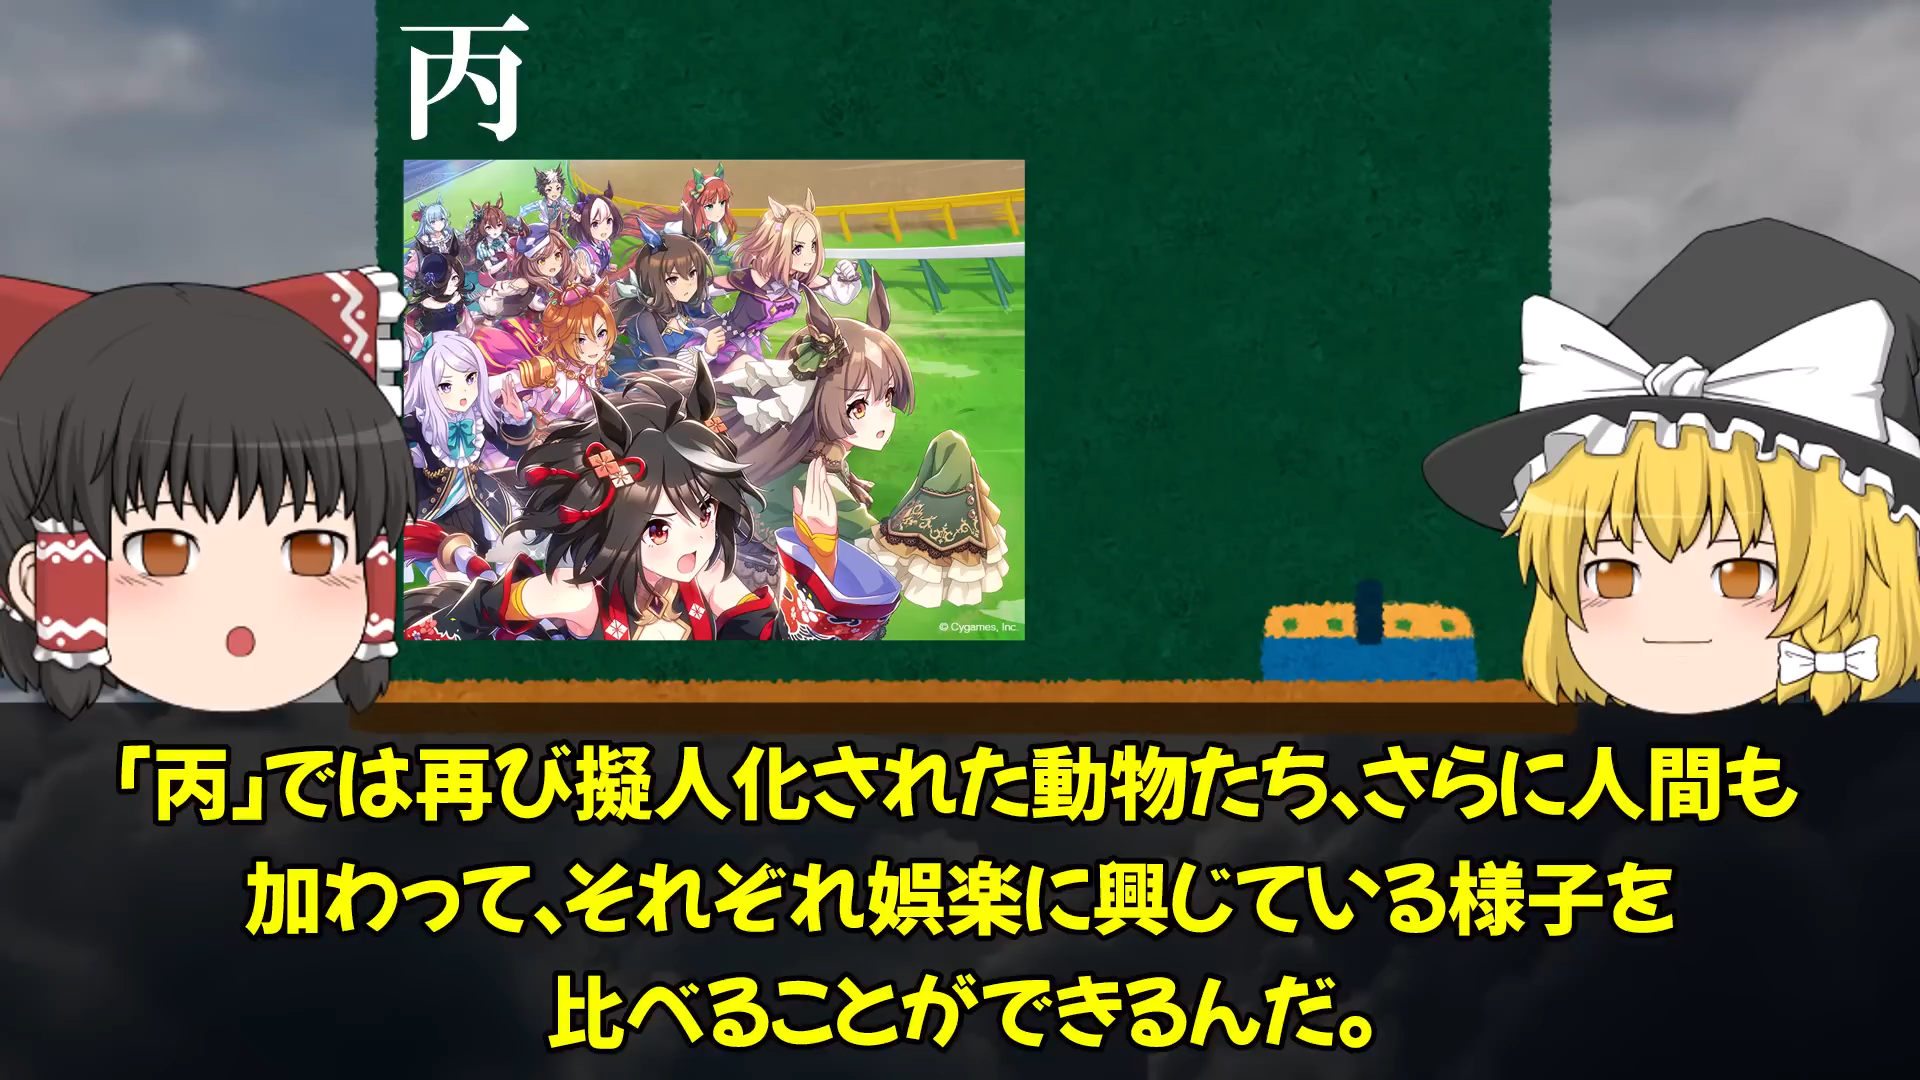 丙
© Cygames, Inc.
「丙」では再び擬人化された動物たち、さらに人間も
加わって、それぞれ娯楽に興じている様子を
比べることができるんだ。